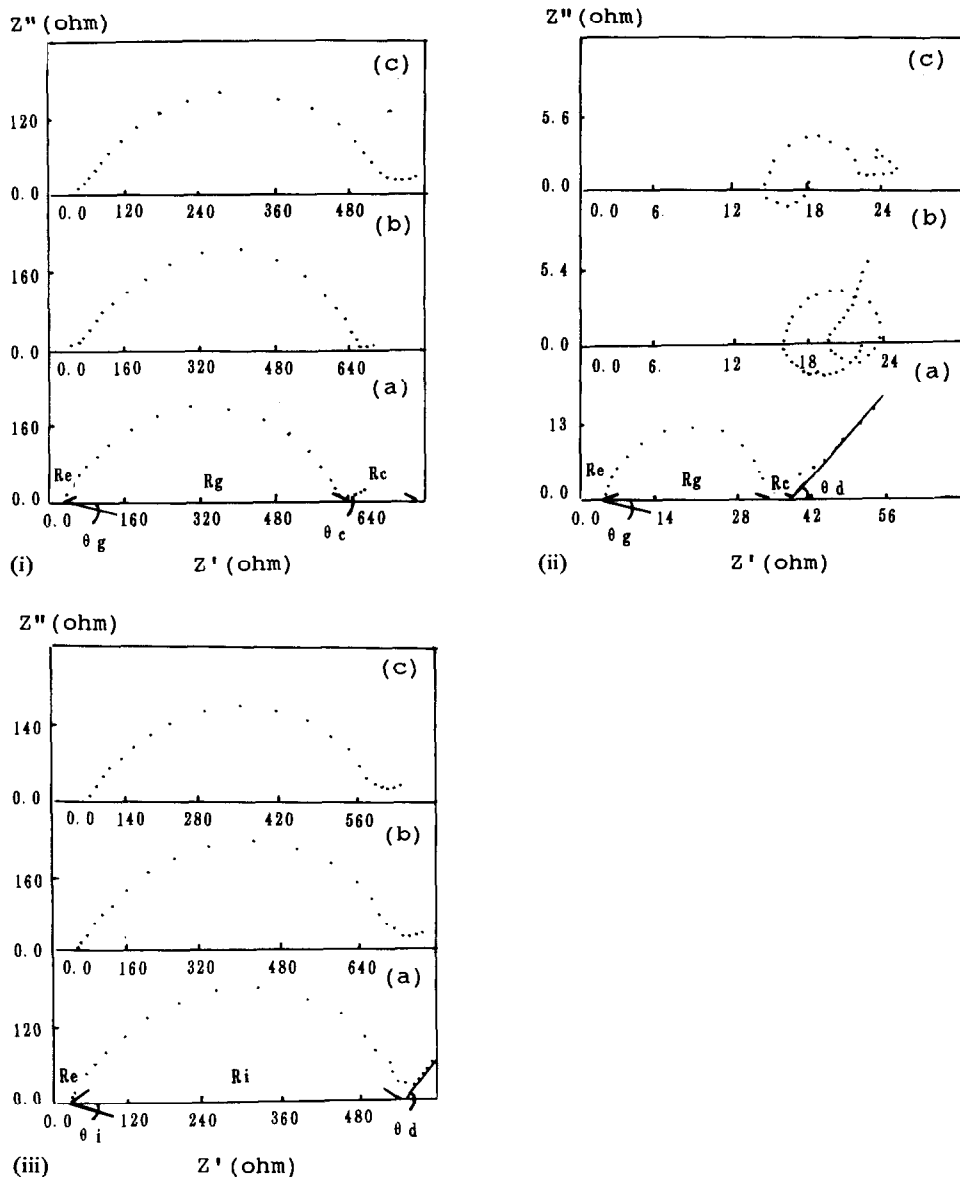 Z" (ohm)
(c)
120
0.0
0.0 120 240 360 480
(b)
160
0.0
0.0 160 320 480 640
(a)
160
Re Rg Rc
0.0
0.0 160 320 480 640
θg θc
(i) Z' (ohm)
Z" (ohm)
(c)
5.6
0.0
0.0 6. 12 18 24
(b)
5.4
0.0
0.0 6. 12 18 24
(a)
13
Re Rg Rc θd
0.0
0.0 14 28 42 56
θg
(ii) Z' (ohm)
Z" (ohm)
(c)
140
0.0
0.0 140 280 420 560
(b)
160
0.0
0.0 160 320 480 640
(a)
120
Re Ri
0.0
0.0 120 240 360 480
θi θd
(iii) Z' (ohm)